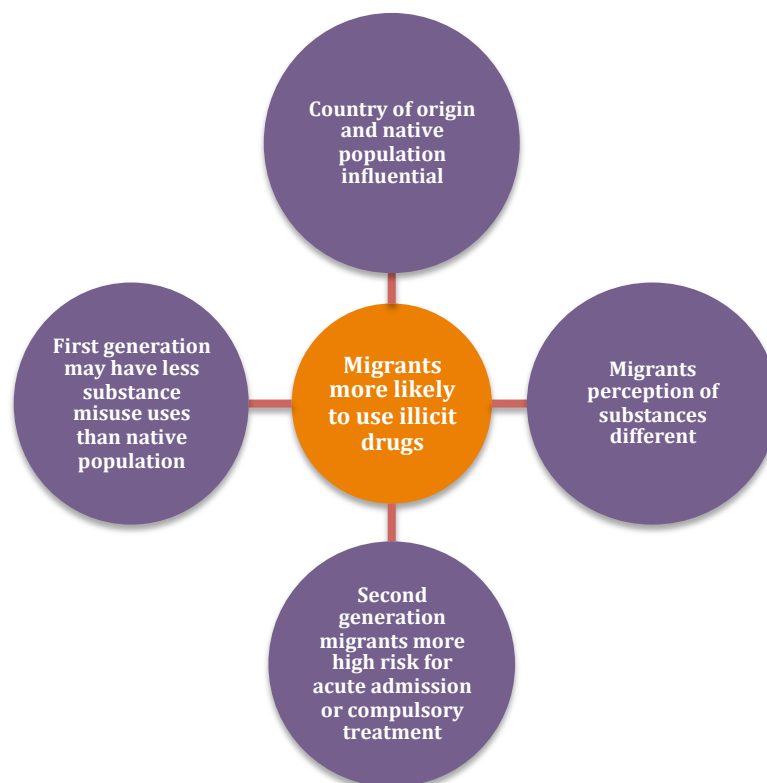 Country of origin
and native
population
influential
First generation
may have less
substance
misuse uses
than native
population
Migrants
more likely
to use illicit
drugs
Migrants
perception of
substances
different
Second
generation
migrants more
high risk for
acute admission
or compulsory
treatment